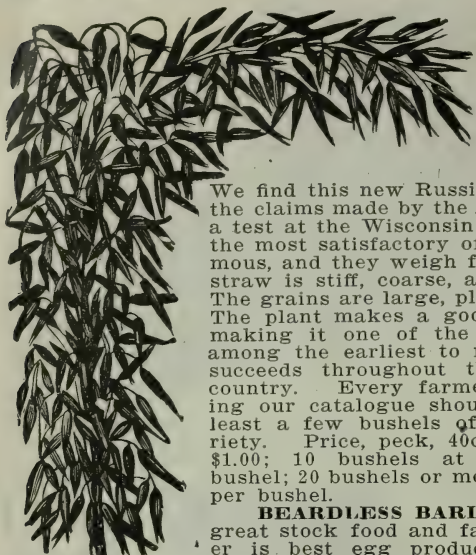 We find this new Russi
the claims made by the
a test at the Wisconsin
the most satisfactory o
mous, and they weigh f
straw is stiff, coarse, a
The grains are large, pl
The plant makes a goo
making it one of the
among the earliest to
succeeds throughout t
country. Every farme
ing our catalogue shou
least a few bushels of
riety. Price, peck, 40c
$1.00; 10 bushels at
bushel; 20 bushels or mo
per bushel.
BEARDLESS BARI
great stock food and fa
er is best egg produ